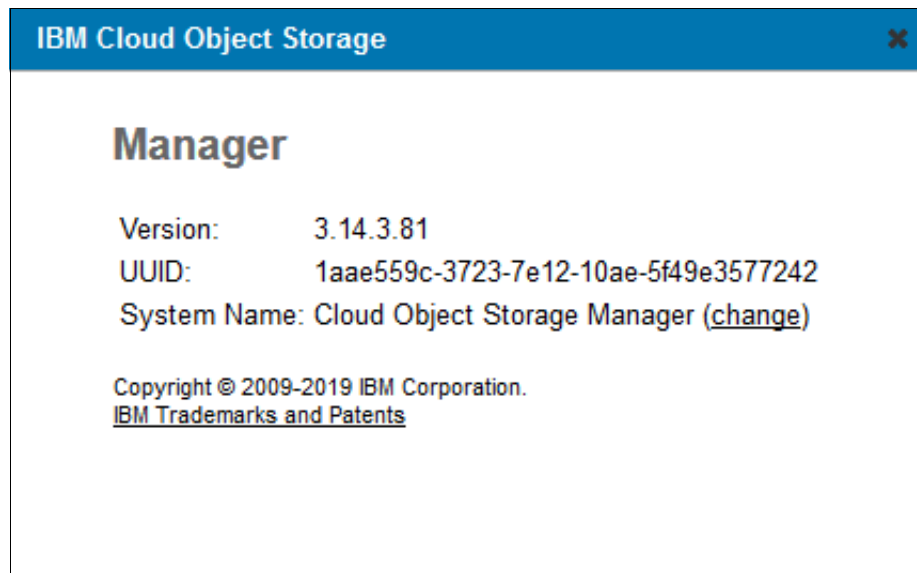 IBM Cloud Object Storage
Manager
Version: 3.14.3.81
UUID: 1aae559c-3723-7e12-10ae-5f49e3577242
System Name: Cloud Object Storage Manager (change)
Copyright © 2009-2019 IBM Corporation.
IBM Trademarks and Patents